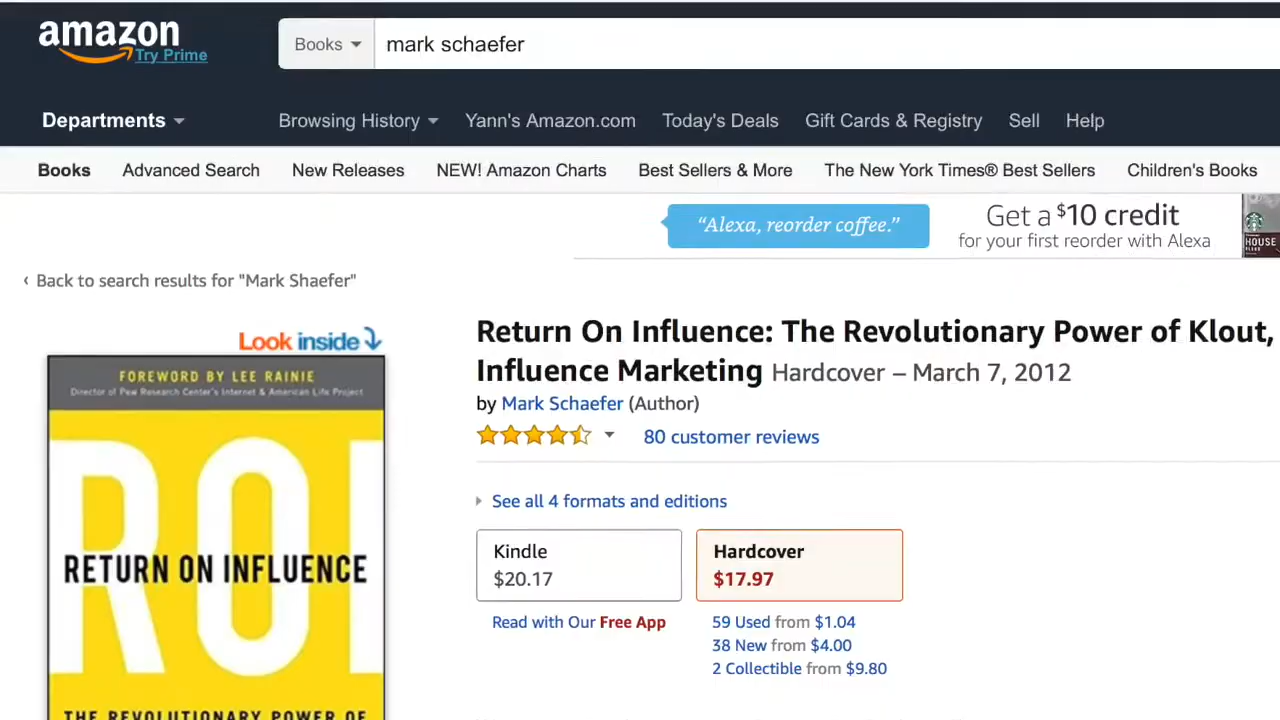 amazon
Try Prime
Books
mark schaefer
Departments
Browsing History
Yann's Amazon.com
Today's Deals
Gift Cards & Registry
Sell
Help
Books
Advanced Search
New Releases
NEW! Amazon Charts
Best Sellers & More
The New York Times® Best Sellers
Children's Books
“Alexa, reorder coffee.”
Get a $10 credit
for your first reorder with Alexa
HOUSE
‹ Back to search results for "Mark Shaefer"
Look inside
FOREWORD BY LEE RAINIE
Director of Pew Research Center's Internet & American Life Project
ROI
RETURN ON INFLUENCE
THE REVOLUTIONARY POWER OF
Return On Influence: The Revolutionary Power of Klout,
Influence Marketing Hardcover – March 7, 2012
by Mark Schaefer (Author)
80 customer reviews
See all 4 formats and editions
Kindle
$20.17
Hardcover
$17.97
Read with Our Free App
59 Used from $1.04
38 New from $4.00
2 Collectible from $9.80